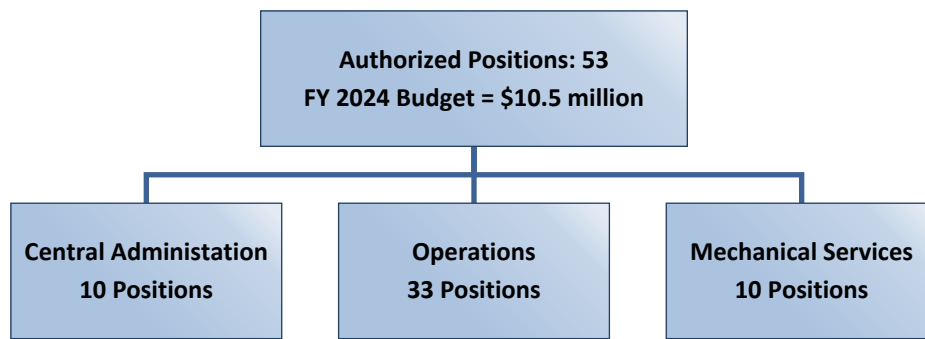 Authorized Positions: 53
FY 2024 Budget = $10.5 million
Central Administation
10 Positions
Operations
33 Positions
Mechanical Services
10 Positions